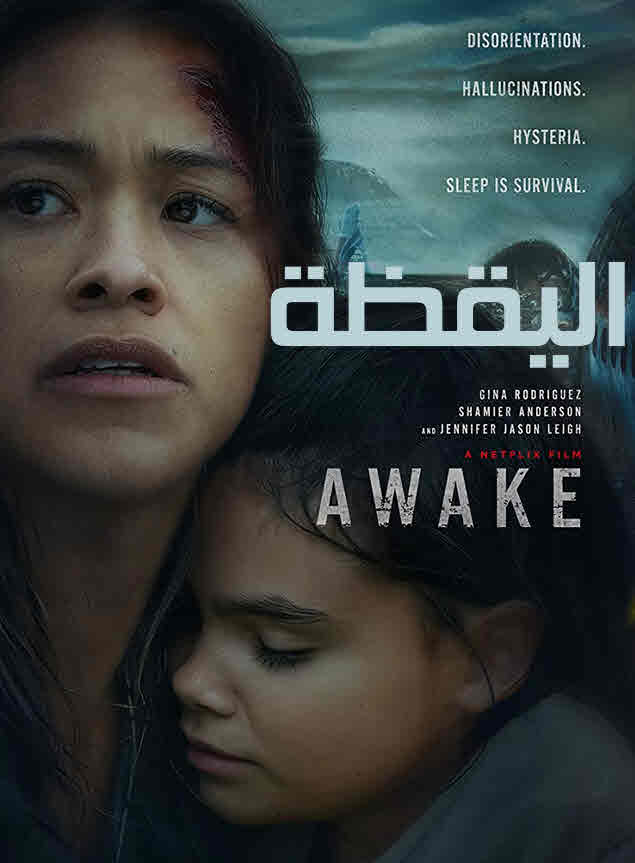 DISORIENTATION.
HALLUCINATIONS.
HYSTERIA.
SLEEP IS SURVIVAL.
اليقظة
GINA RODRIGUEZ
SHAMIER ANDERSON
AND JENNIFER JASON LEIGH
A NETFLIX FILM
AWAKE